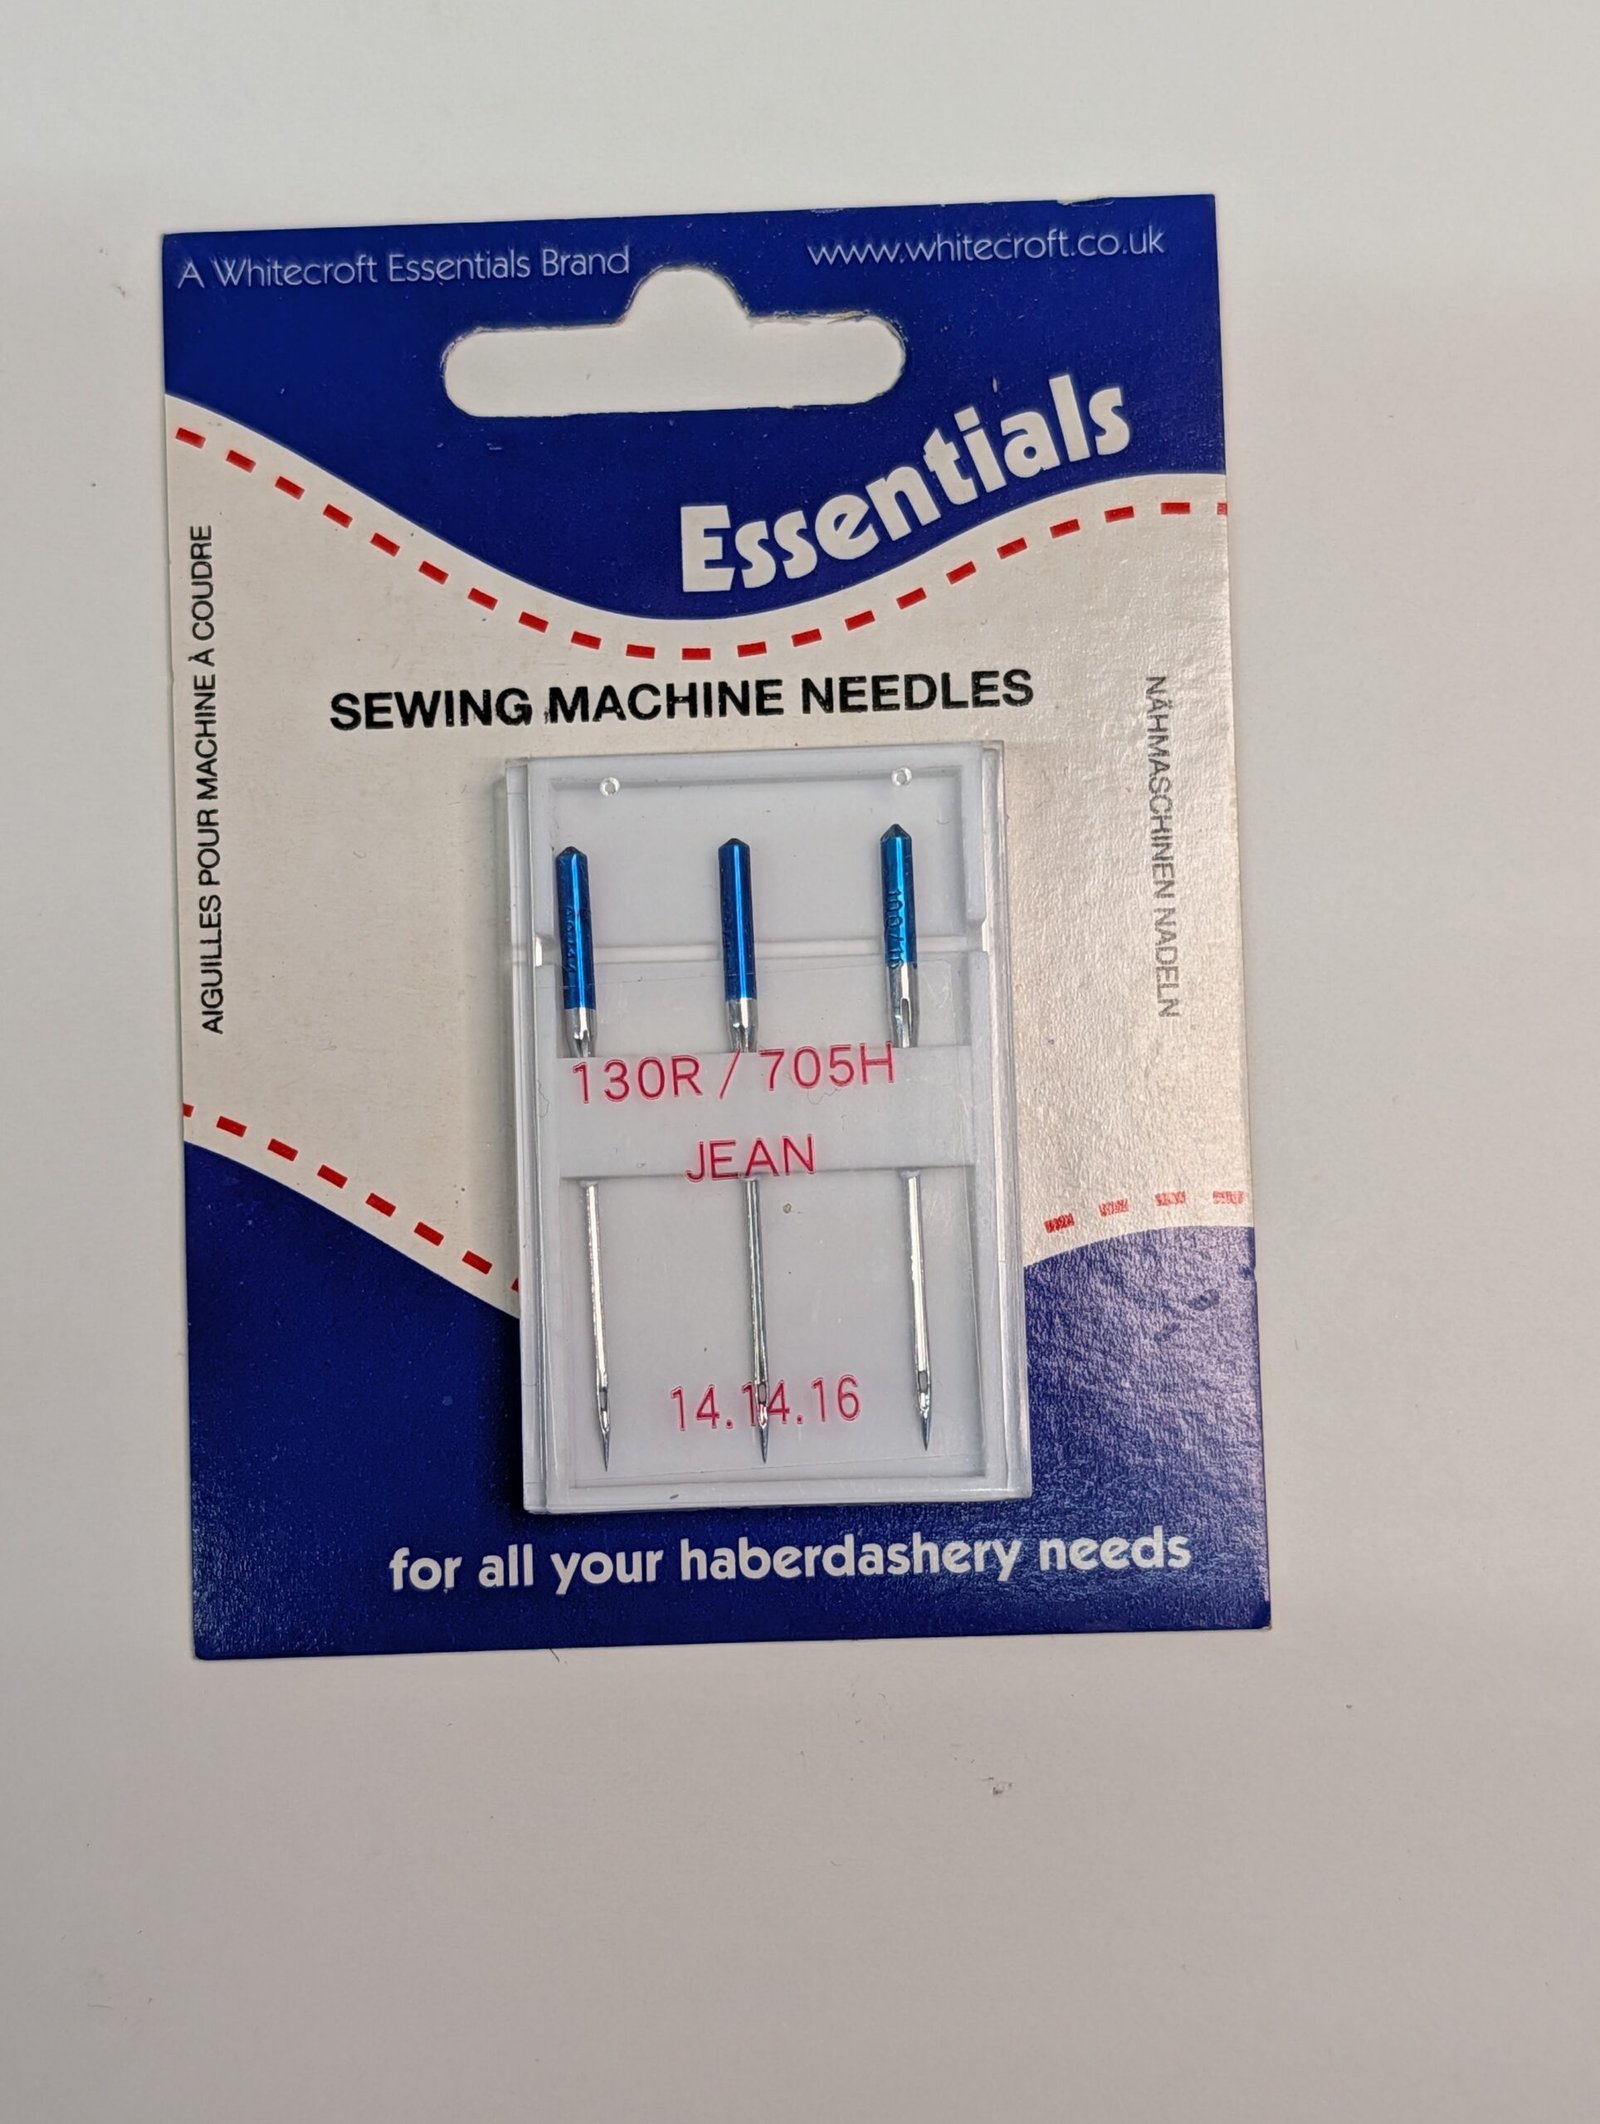 A Whitecroft Essentials Brand
www.whitecroft.co.uk
Essentials
AIGUILLES POUR MACHINE À COUDRE
SEWING MACHINE NEEDLES
NÄHMASCHINEN NADELN
130R / 705H
JEAN
14.14.16
for all your haberdashery needs